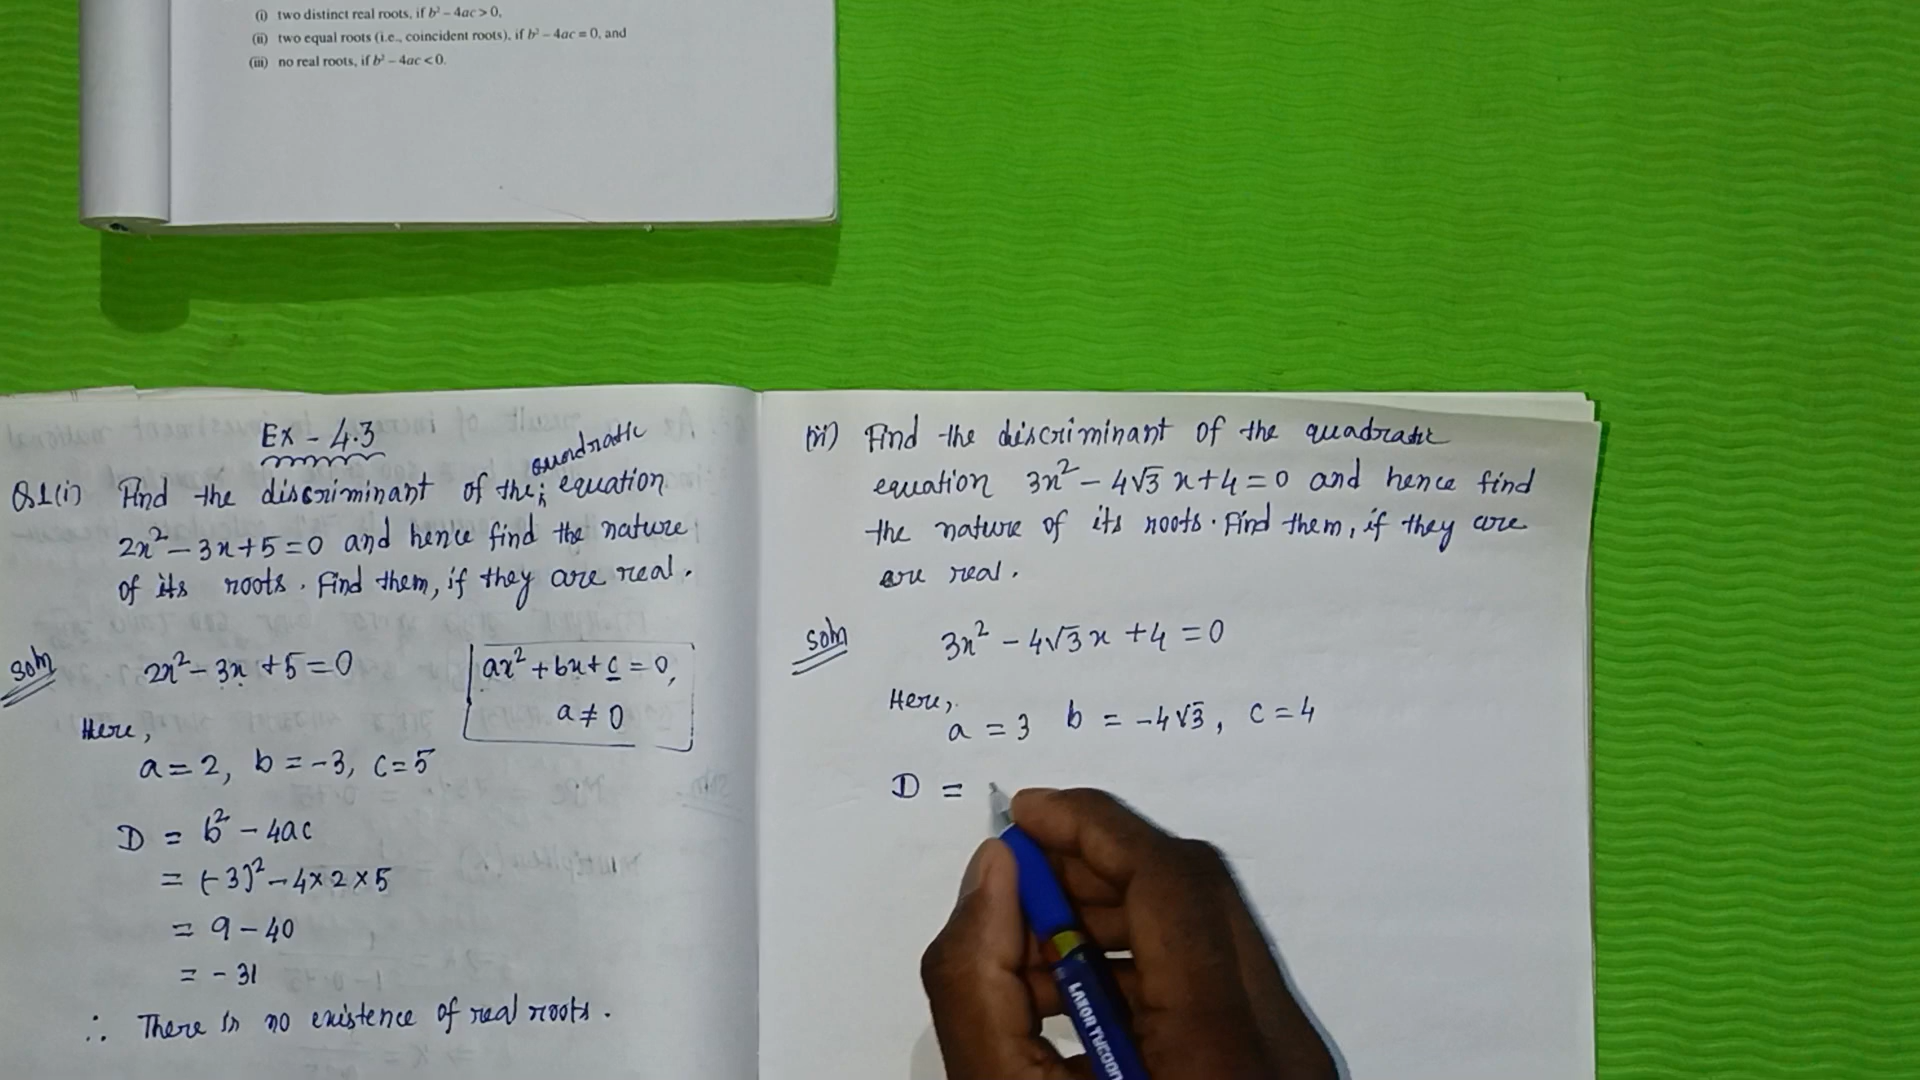 (i) two distinct real roots, if b² – 4ac > 0,
(ii) two equal roots (i.e., coincident roots), if b² – 4ac = 0, and
(iii) no real roots, if b² – 4ac < 0.
Ex - 4.3
quadratic
Q1(i) Find the discriminant of the equation
2x² - 3x + 5 = 0 and hence find the nature
of its roots. Find them, if they are real.
Soln 2x² - 3x + 5 = 0
ax² + bx + c = 0,
a ≠ 0
Here,
a = 2, b = -3, c = 5
D = b² - 4ac
= (-3)² - 4 × 2 × 5
= 9 - 40
= - 31
∴ There is no existence of real roots.
(ii) Find the discriminant of the quadratic
equation 3x² - 4√3 x + 4 = 0 and hence find
the nature of its roots. Find them, if they are
are real.
Soln 3x² - 4√3x + 4 = 0
Here,
a = 3 b = -4√3, c = 4
D =
LAZOR TYCOON